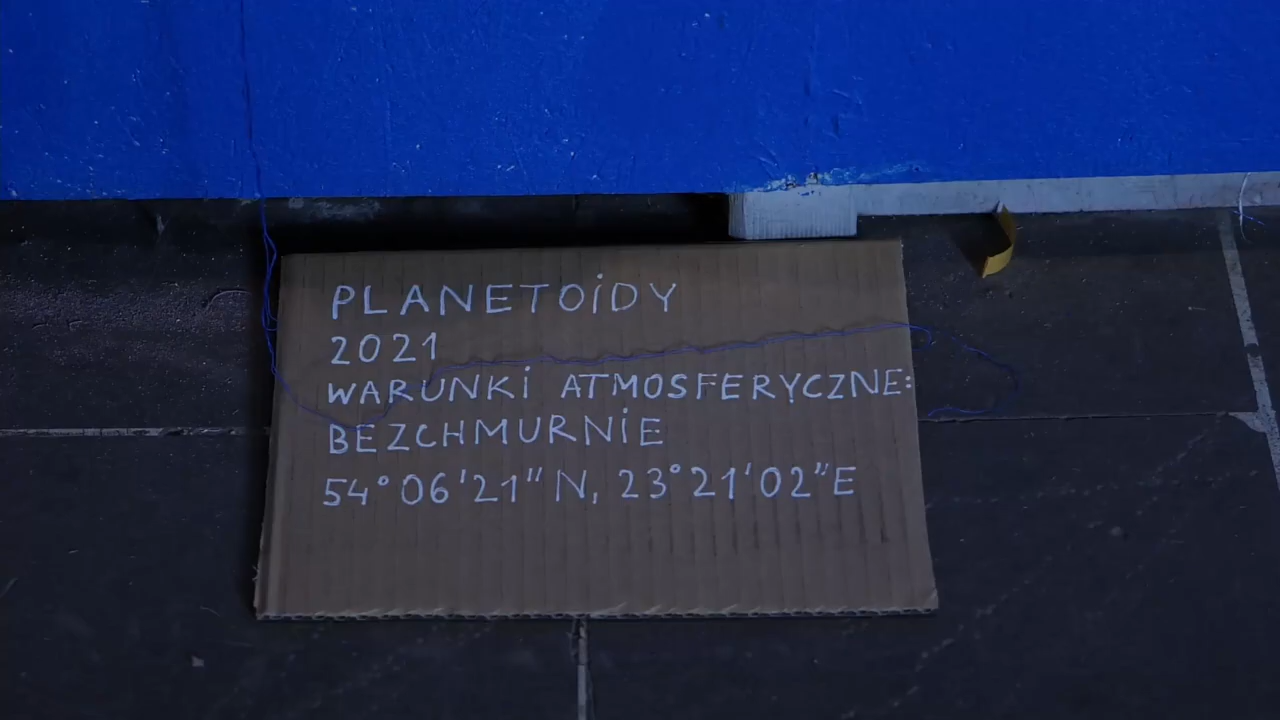 PLANETOIDY
2021
WARUNKI ATMOSFERYCZNE:
BEZCHMURNIE
54°06'21"N, 23°21'02"E